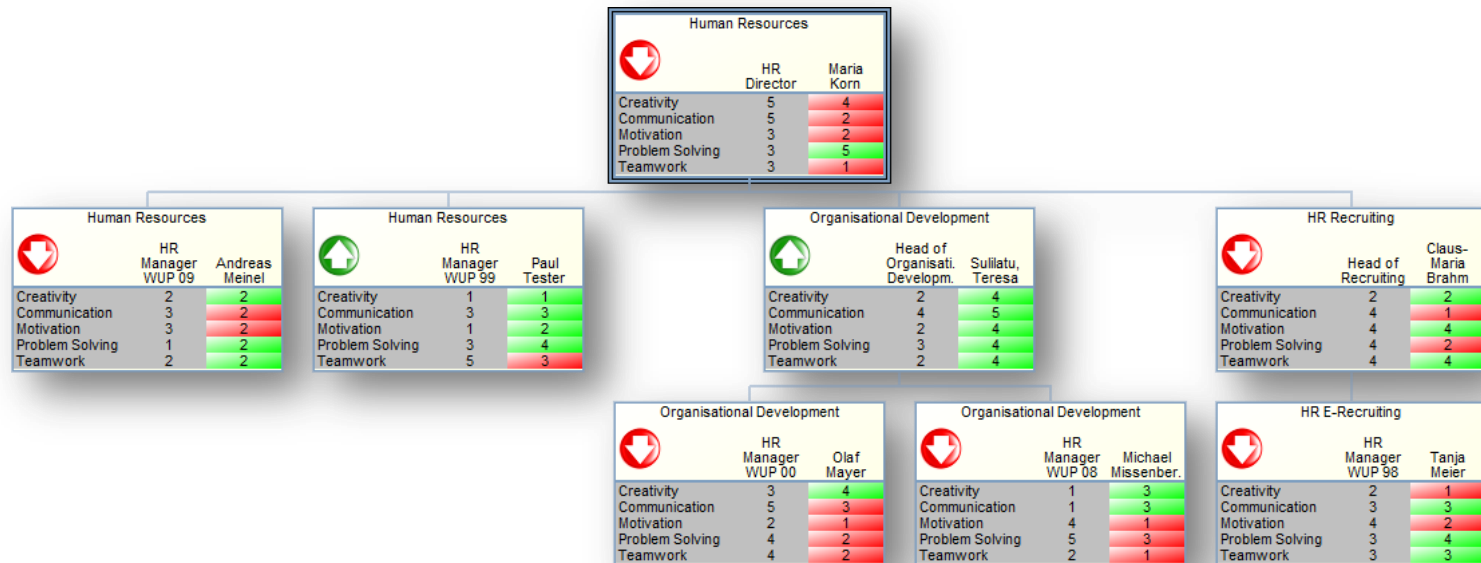 Human Resources
HR
Director
Maria
Korn
Creativity 5 4
Communication 5 2
Motivation 3 2
Problem Solving 3 5
Teamwork 3 1
Human Resources
HR
Manager
WUP 09
Andreas
Meinel
Creativity 2 2
Communication 3 2
Motivation 3 2
Problem Solving 1 2
Teamwork 2 2
Human Resources
HR
Manager
WUP 99
Paul
Tester
Creativity 1 1
Communication 3 3
Motivation 1 2
Problem Solving 3 4
Teamwork 5 3
Organisational Development
Head of
Organisati.
Developm.
Sulilatu,
Teresa
Creativity 2 4
Communication 4 5
Motivation 2 4
Problem Solving 3 4
Teamwork 2 4
HR Recruiting
Head of
Recruiting
Claus-
Maria
Brahm
Creativity 2 2
Communication 4 1
Motivation 4 4
Problem Solving 4 2
Teamwork 4 4
Organisational Development
HR
Manager
WUP 00
Olaf
Mayer
Creativity 3 4
Communication 5 3
Motivation 2 1
Problem Solving 4 2
Teamwork 4 2
Organisational Development
HR
Manager
WUP 08
Michael
Missenber.
Creativity 1 3
Communication 1 3
Motivation 4 1
Problem Solving 5 3
Teamwork 2 1
HR E-Recruiting
HR
Manager
WUP 98
Tanja
Meier
Creativity 2 1
Communication 3 3
Motivation 4 2
Problem Solving 3 4
Teamwork 3 3